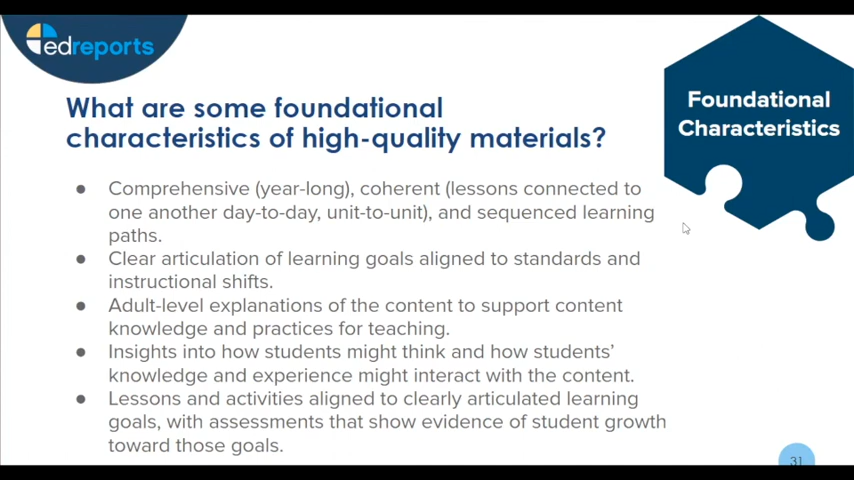 edreports
Foundational
Characteristics
What are some foundational
characteristics of high-quality materials?
● Comprehensive (year-long), coherent (lessons connected to
one another day-to-day, unit-to-unit), and sequenced learning
paths.
● Clear articulation of learning goals aligned to standards and
instructional shifts.
● Adult-level explanations of the content to support content
knowledge and practices for teaching.
● Insights into how students might think and how students’
knowledge and experience might interact with the content.
● Lessons and activities aligned to clearly articulated learning
goals, with assessments that show evidence of student growth
toward those goals.
31